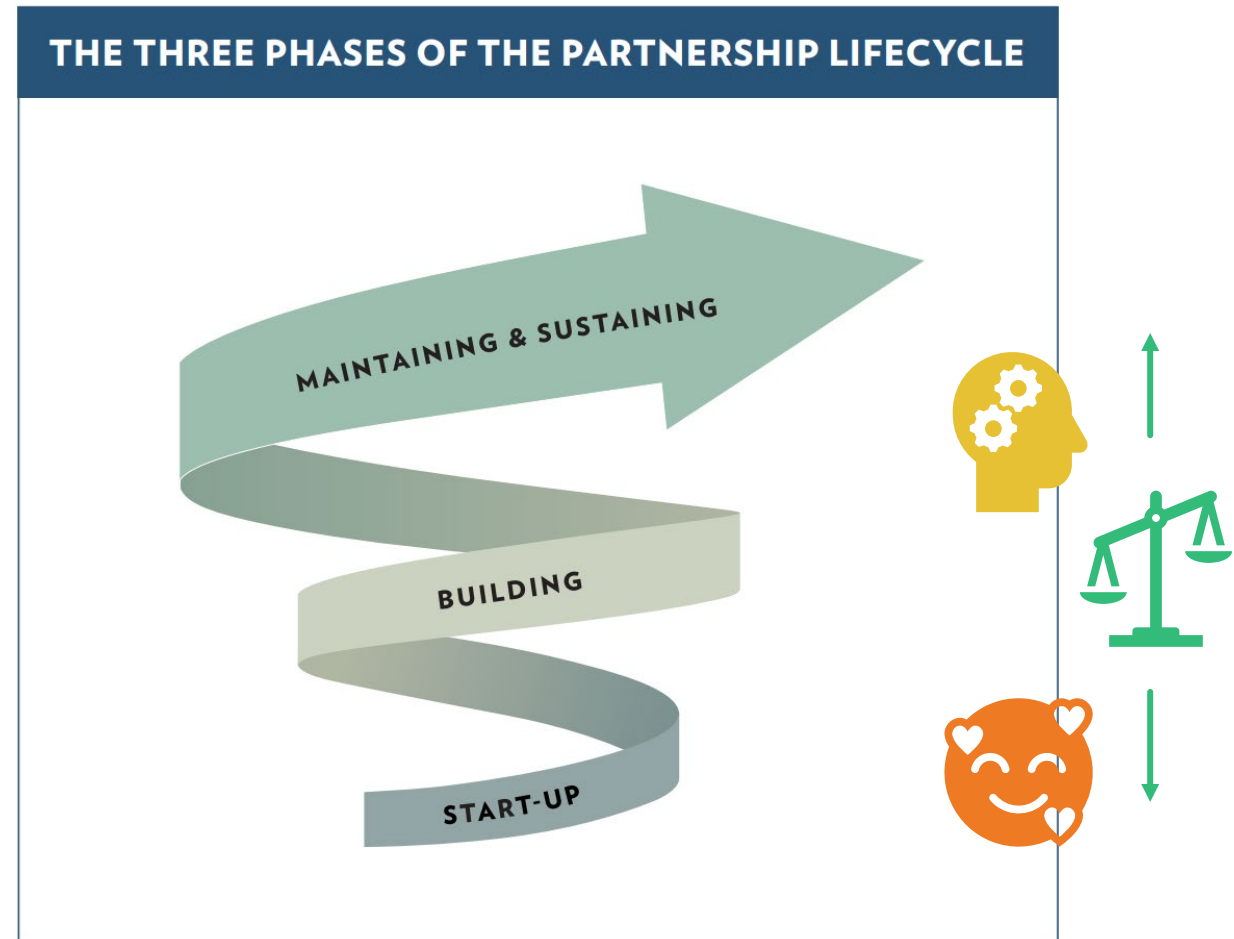 THE THREE PHASES OF THE PARTNERSHIP LIFECYCLE
MAINTAINING & SUSTAINING
BUILDING
START-UP